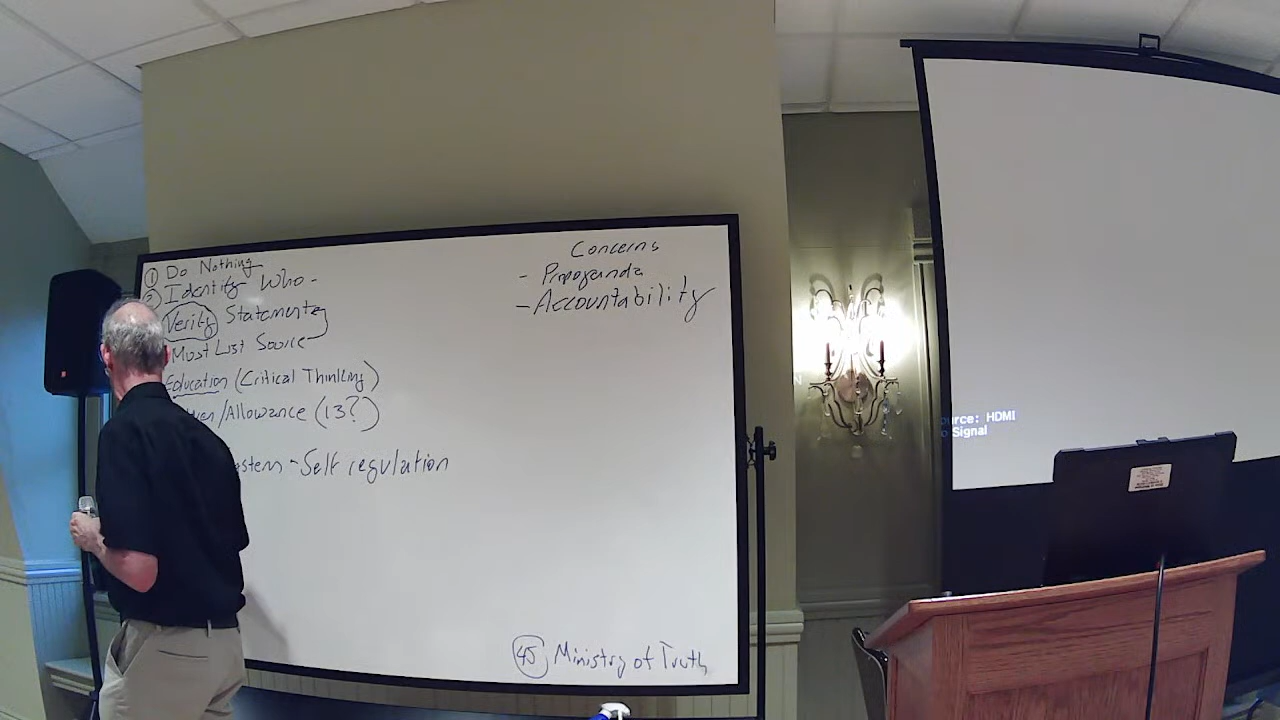 ① Do Nothing
② Identify Who -
Verify Statements
Must List Source
Education (Critical Thinking)
/Allowance (13?)
- Self regulation
Concerns
- Propaganda
- Accountability
45 Ministry of Truth
urce: HDMI
Signal